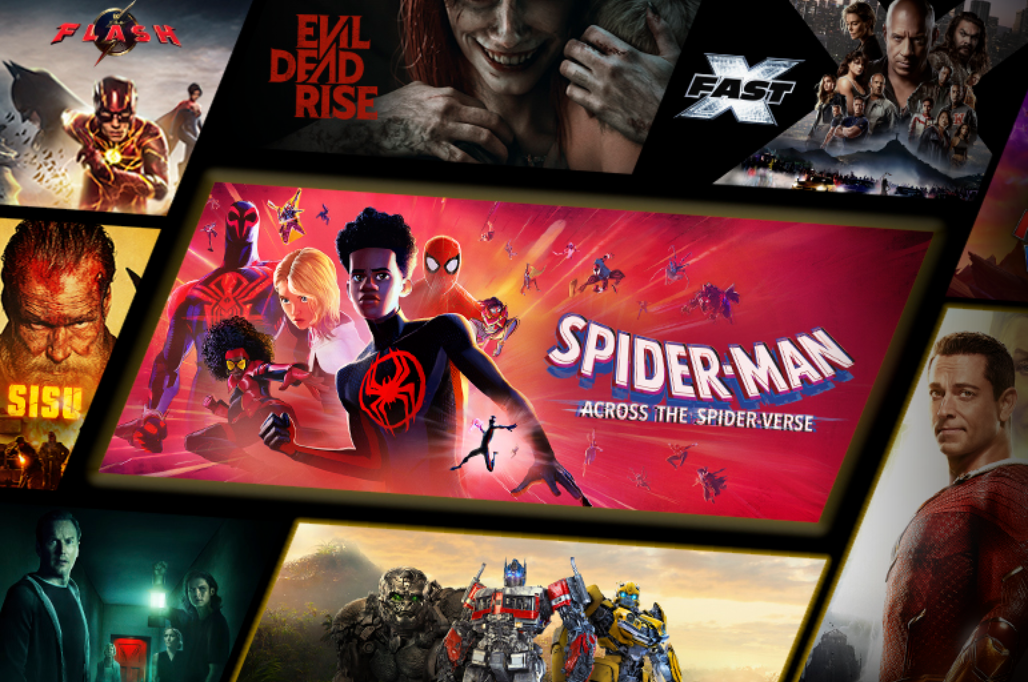 THE
FLASH
EVIL
DEAD
RISE
FAST
X
SPIDER-MAN
ACROSS THE SPIDER-VERSE
SISU